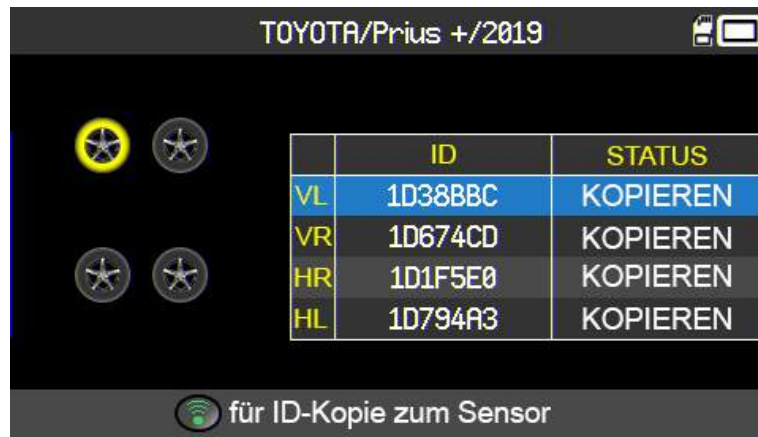 TOYOTA/Prius +/2019
ID STATUS
VL 1D38BBC KOPIEREN
VR 1D674CD KOPIEREN
HR 1D1F5E0 KOPIEREN
HL 1D794A3 KOPIEREN
für ID-Kopie zum Sensor